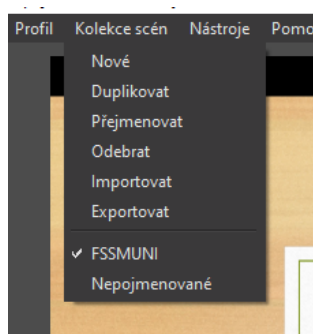 Profil Kolekce scén Nástroje
Nové
Duplikovat
Přejmenovat
Odebrat
Importovat
Exportovat
FSSMUNI
Nepojmenované